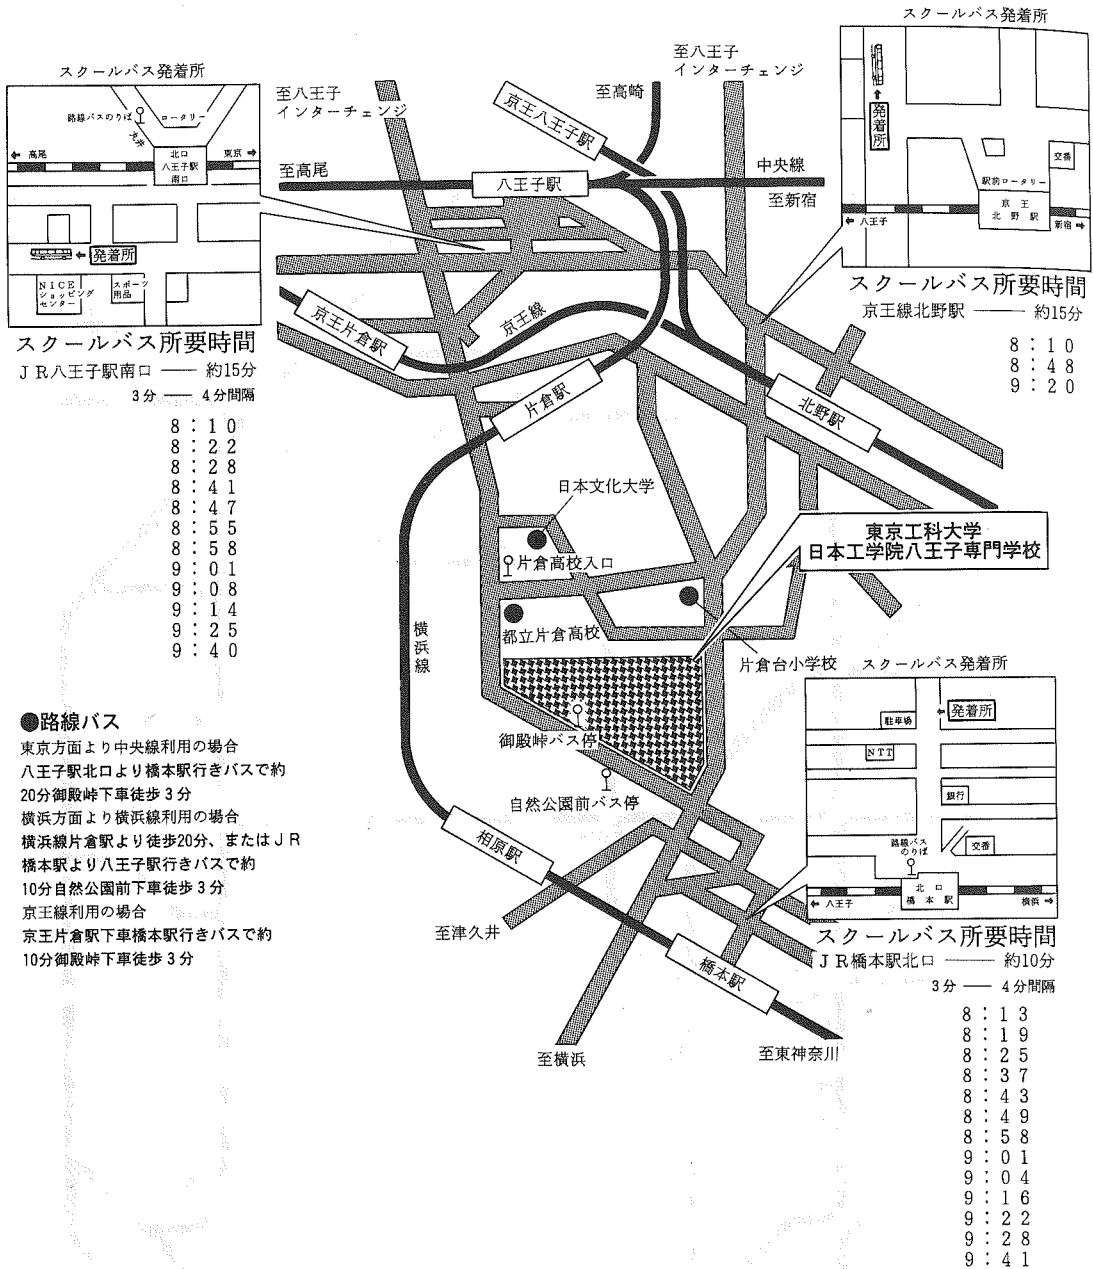 スクールバス発着所
路線バスのりば
ロータリー
丸井
高尾
東京
北口
八王子駅
南口
発着所
NICE
ショッピング
センター
スポーツ
用品
スクールバス所要時間
JR八王子駅南口 ── 約15分
3分 ── 4分間隔
8:10
8:22
8:28
8:41
8:47
8:55
8:58
9:01
9:08
9:14
9:25
9:40
●路線バス
東京方面より中央線利用の場合
八王子駅北口より橋本駅行きバスで約
20分御殿峠下車徒歩3分
横浜方面より横浜線利用の場合
横浜線片倉駅より徒歩20分、またはJR
橋本駅より八王子駅行きバスで約
10分自然公園前下車徒歩3分
京王線利用の場合
京王片倉駅下車橋本駅行きバスで約
10分御殿峠下車徒歩3分
至八王子
インターチェンジ
京王八王子駅
至高崎
至八王子
インターチェンジ
至高尾
八王子駅
中央線
至新宿
京王片倉駅
京王線
片倉駅
北野駅
日本文化大学
片倉高校入口
東京工科大学
日本工学院八王子専門学校
都立片倉高校
片倉台小学校
横浜線
御殿峠バス停
自然公園前バス停
相原駅
至津久井
橋本駅
至横浜
至東神奈川
スクールバス発着所
発着所
交番
駅前ロータリー
京王
北野駅
八王子
新宿
スクールバス所要時間
京王線北野駅 ── 約15分
8:10
8:48
9:20
スクールバス発着所
駐車場
発着所
NTT
銀行
路線バス
のりば
交番
北口
橋本駅
八王子
横浜
スクールバス所要時間
JR橋本駅北口 ── 約10分
3分 ── 4分間隔
8:13
8:19
8:25
8:37
8:43
8:49
8:58
9:01
9:04
9:16
9:22
9:28
9:41